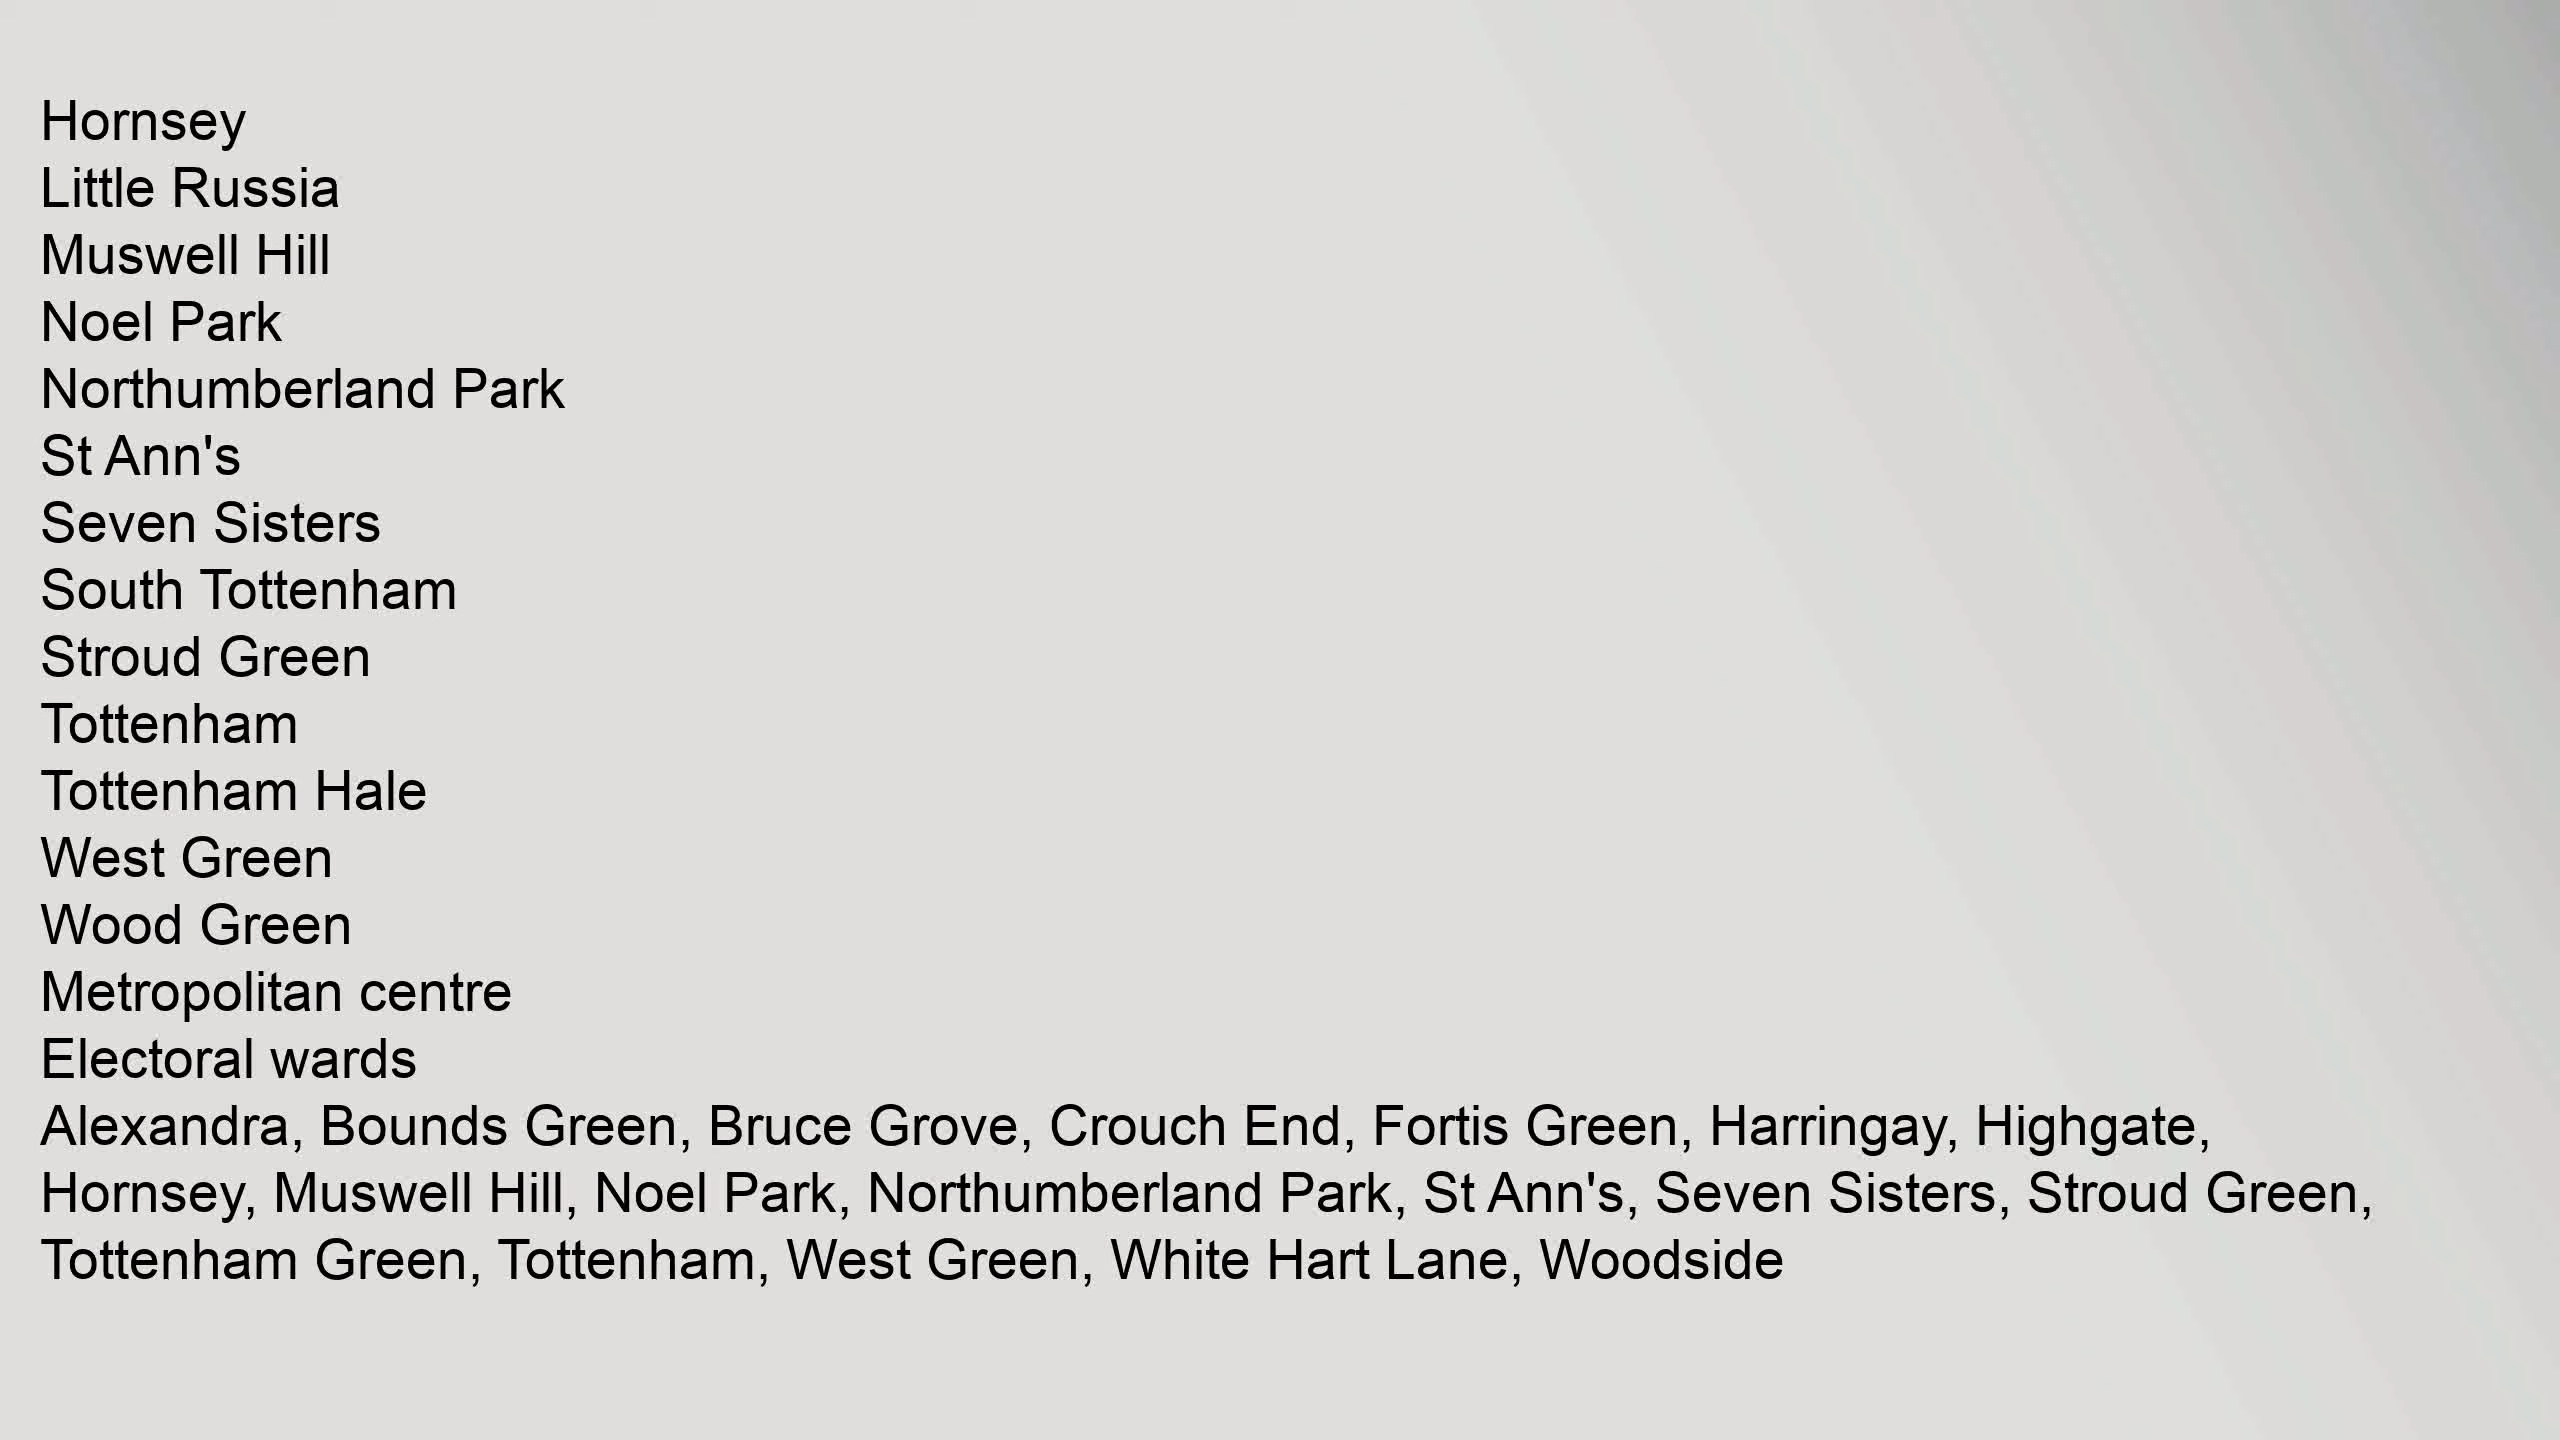 Hornsey
Little Russia
Muswell Hill
Noel Park
Northumberland Park
St Ann's
Seven Sisters
South Tottenham
Stroud Green
Tottenham
Tottenham Hale
West Green
Wood Green
Metropolitan centre
Electoral wards
Alexandra, Bounds Green, Bruce Grove, Crouch End, Fortis Green, Harringay, Highgate,
Hornsey, Muswell Hill, Noel Park, Northumberland Park, St Ann's, Seven Sisters, Stroud Green,
Tottenham Green, Tottenham, West Green, White Hart Lane, Woodside